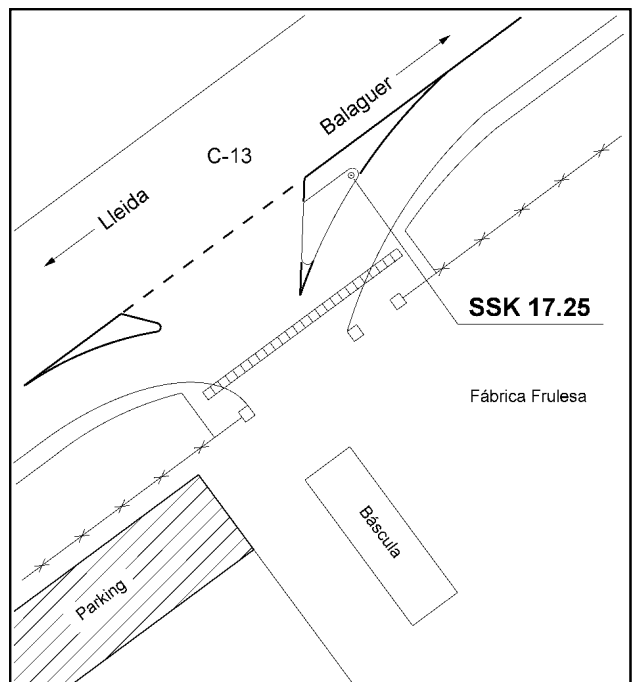 Balaguer
C-13
Lleida
SSK 17.25
Fábrica Frulesa
Báscula
Parking